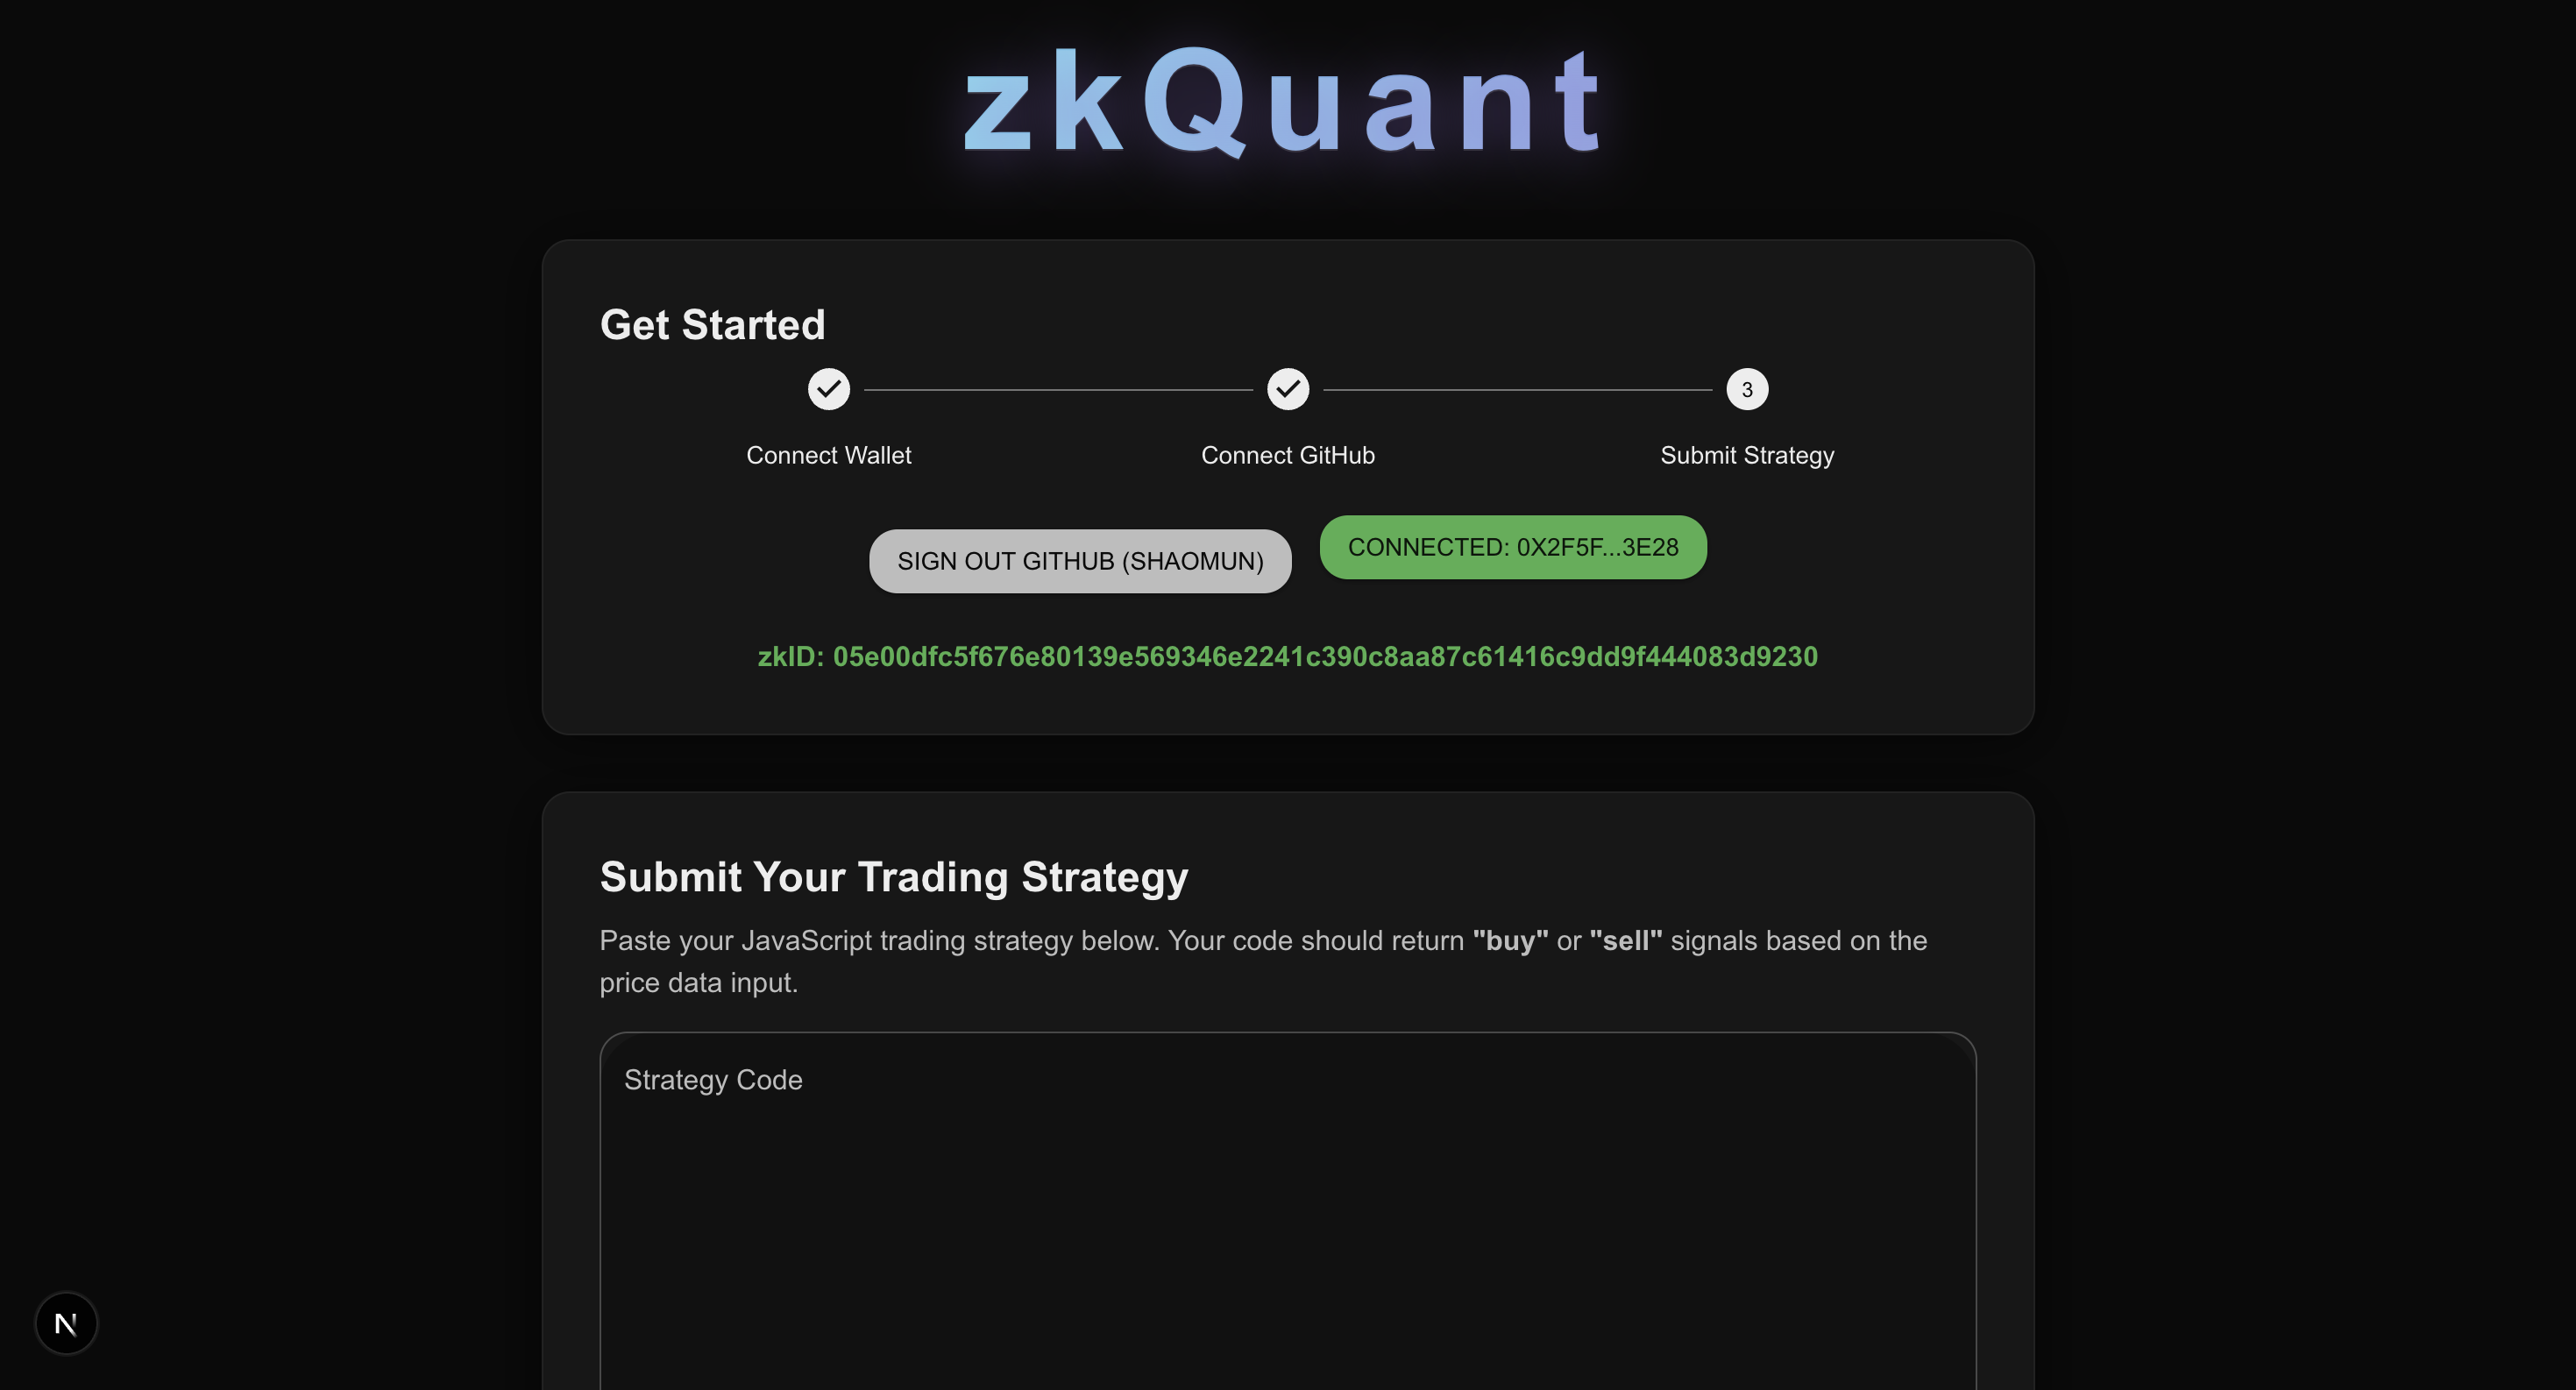 zkQuant
Get Started
3
Connect Wallet
Connect GitHub
Submit Strategy
SIGN OUT GITHUB (SHAOMUN)
CONNECTED: 0X2F5F...3E28
zkID: 05e00dfc5f676e80139e569346e2241c390c8aa87c61416c9dd9f444083d9230
Submit Your Trading Strategy
Paste your JavaScript trading strategy below. Your code should return "buy" or "sell" signals based on the
price data input.
Strategy Code
N